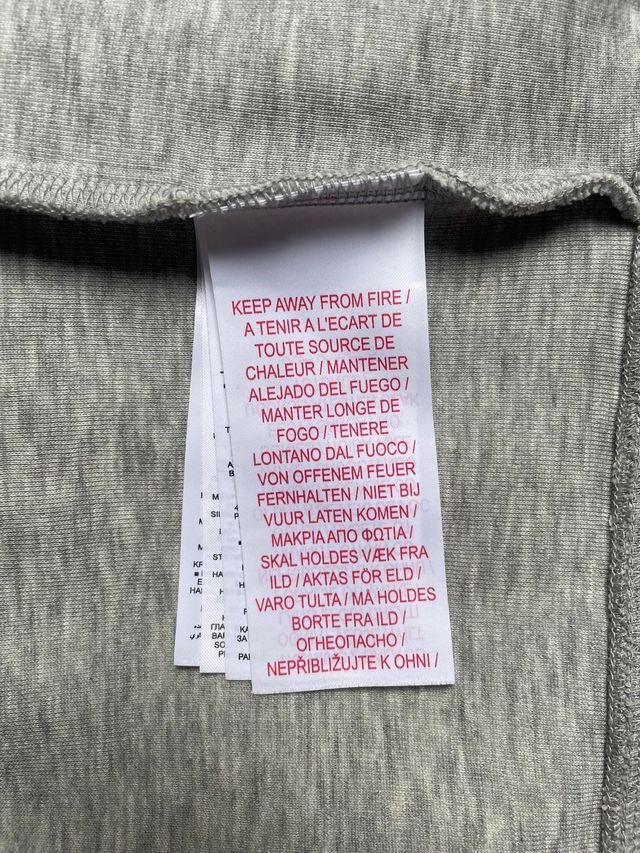 KEEP AWAY FROM FIRE /
A TENIR A L'ECART DE
TOUTE SOURCE DE
CHALEUR / MANTENER
ALEJADO DEL FUEGO /
MANTER LONGE DE
FOGO / TENERE
LONTANO DAL FUOCO /
VON OFFENEM FEUER
FERNHALTEN / NIET BIJ
VUUR LATEN KOMEN /
ΜΑΚΡΙΑ ΑΠΟ ΦΩΤΙΑ /
SKAL HOLDES VÆK FRA
ILD / AKTAS FÖR ELD /
VARO TULTA / MÅ HOLDES
BORTE FRA ILD /
ОГНЕОПАСНО /
NEPŘIBLIŽUJTE K OHNI /